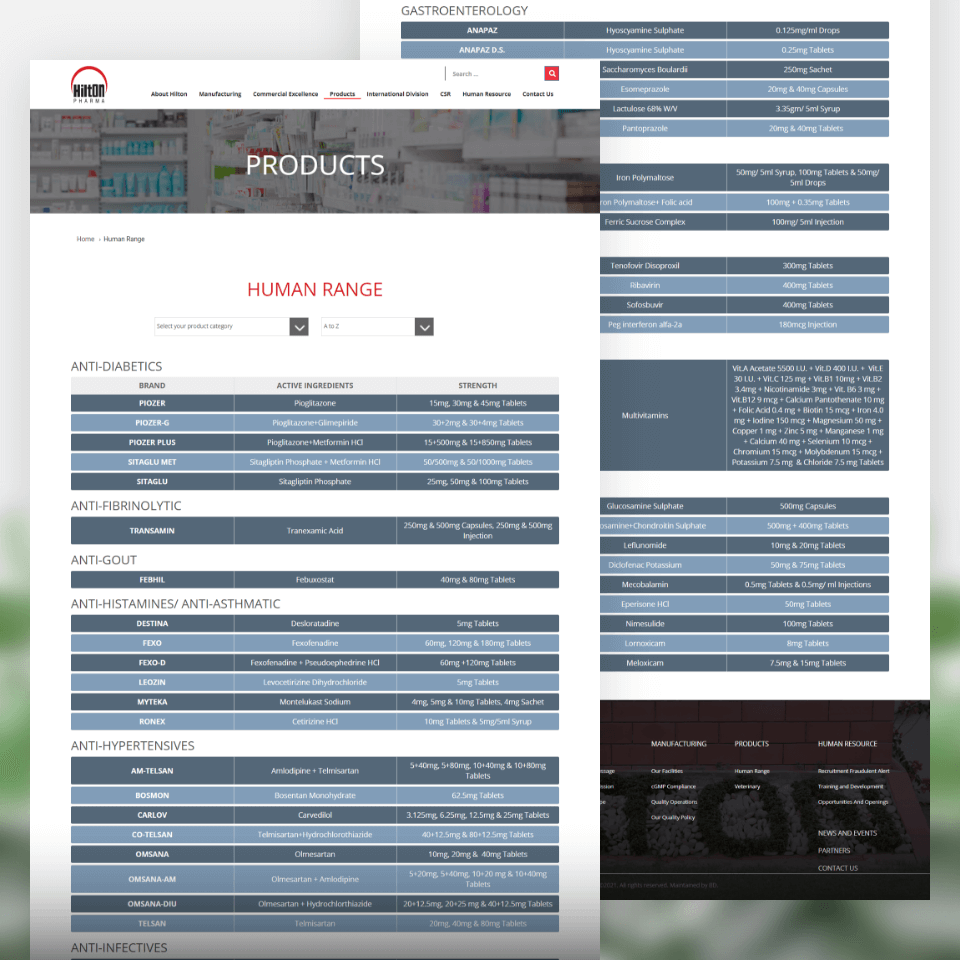 Hilton
PHARMA
Search ...
About Hilton Manufacturing Commercial Excellence Products International Division CSR Human Resource Contact Us
PRODUCTS
Home › Human Range
HUMAN RANGE
Select your product category A to Z
ANTI-DIABETICS
BRAND ACTIVE INGREDIENTS STRENGTH
PIOZER Pioglitazone 15mg, 30mg & 45mg Tablets
PIOZER-G Pioglitazone+Glimepiride 30+2mg & 30+4mg Tablets
PIOZER PLUS Pioglitazone+Metformin HCl 15+500mg & 15+850mg Tablets
SITAGLU MET Sitagliptin Phosphate + Metformin HCl 50/500mg & 50/1000mg Tablets
SITAGLU Sitagliptin Phosphate 25mg, 50mg & 100mg Tablets
ANTI-FIBRINOLYTIC
TRANSAMIN Tranexamic Acid 250mg & 500mg Capsules, 250mg & 500mg
Injection
ANTI-GOUT
FEBHIL Febuxostat 40mg & 80mg Tablets
ANTI-HISTAMINES/ ANTI-ASTHMATIC
DESTINA Desloratadine 5mg Tablets
FEXO Fexofenadine 60mg, 120mg & 180mg Tablets
FEXO-D Fexofenadine + Pseudoephedrine HCl 60mg +120mg Tablets
LEOZIN Levocetirizine Dihydrochloride 5mg Tablets
MYTEKA Montelukast Sodium 4mg, 5mg & 10mg Tablets, 4mg Sachet
RONEX Cetirizine HCl 10mg Tablets & 5mg/5ml Syrup
ANTI-HYPERTENSIVES
AM-TELSAN Amlodipine + Telmisartan 5+40mg, 5+80mg, 10+40mg & 10+80mg
Tablets
BOSMON Bosentan Monohydrate 62.5mg Tablets
CARLOV Carvedilol 3.125mg, 6.25mg, 12.5mg & 25mg Tablets
CO-TELSAN Telmisartan+Hydrochlorothiazide 40+12.5mg & 80+12.5mg Tablets
OMSANA Olmesartan 10mg, 20mg & 40mg Tablets
OMSANA-AM Olmesartan + Amlodipine 5+20mg, 5+40mg, 10+20 mg & 10+40mg
Tablets
OMSANA-DIU Olmesartan + Hydrochlorthiazide 20+12.5mg, 20+25 mg & 40+12.5mg Tablets
TELSAN Telmisartan 20mg, 40mg & 80mg Tablets
ANTI-INFECTIVES
GASTROENTEROLOGY
ANAPAZ Hyoscyamine Sulphate 0.125mg/ml Drops
ANAPAZ D.S. Hyoscyamine Sulphate 0.25mg Tablets
Saccharomyces Boulardii 250mg Sachet
Esomeprazole 20mg & 40mg Capsules
Lactulose 68% W/V 3.35gm/ 5ml Syrup
Pantoprazole 20mg & 40mg Tablets
Iron Polymaltose 50mg/ 5ml Syrup, 100mg Tablets & 50mg/
5ml Drops
ron Polymaltose+ Folic acid 100mg + 0.35mg Tablets
Ferric Sucrose Complex 100mg/ 5ml Injection
Tenofovir Disoproxil 300mg Tablets
Ribavirin 400mg Tablets
Sofosbuvir 400mg Tablets
Peg interferon alfa-2a 180mcg Injection
Multivitamins
Vit.A Acetate 5500 I.U. + Vit.D 400 I.U. + Vit.E
30 I.U. + Vit.C 125 mg + Vit.B1 10mg + Vit.B2
3.4mg + Nicotinamide 3mg + Vit. B6 3 mg +
Vit.B12 9 mcg + Calcium Pantothenate 10 mg
+ Folic Acid 0.4 mg + Biotin 15 mcg + Iron 4.0
mg + Iodine 150 mcg + Magnesium 50 mg +
Copper 1 mg + Zinc 5 mg + Manganese 1 mg
+ Calcium 40 mg + Selenium 10 mcg +
Chromium 15 mcg + Molybdenum 15 mcg +
Potassium 7.5 mg & Chloride 7.5 mg Tablets
Glucosamine Sulphate 500mg Capsules
osamine+Chondroitin Sulphate 500mg + 400mg Tablets
Leflunomide 10mg & 20mg Tablets
Diclofenac Potassium 50mg & 75mg Tablets
Mecobalamin 0.5mg Tablets & 0.5mg/ ml Injections
Eperisone HCl 50mg Tablets
Nimesulide 100mg Tablets
Lornoxicam 8mg Tablets
Meloxicam 7.5mg & 15mg Tablets
MANUFACTURING PRODUCTS HUMAN RESOURCE
Our Facilities Human Range Recruitment Fraudulent Alert
cGMP Compliance Veterinary Training and Development
Quality Operations Opportunities And Openings
Our Quality Policy
NEWS AND EVENTS
PARTNERS
CONTACT US
2021. All rights reserved. Maintained by